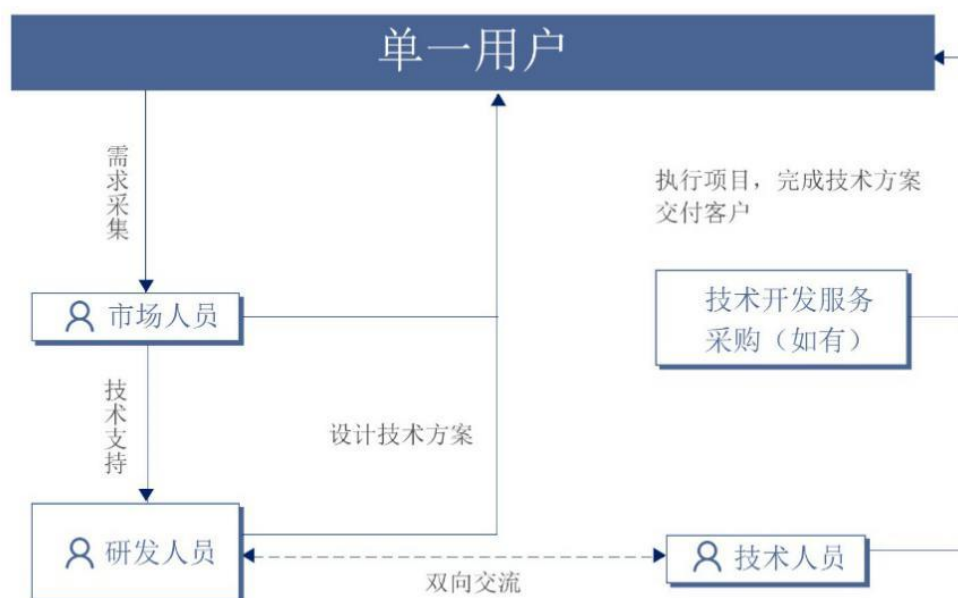 单一用户
需求采集
执行项目，完成技术方案
交付客户
市场人员
技术开发服务
采购（如有）
技术支持
设计技术方案
研发人员
技术人员
双向交流